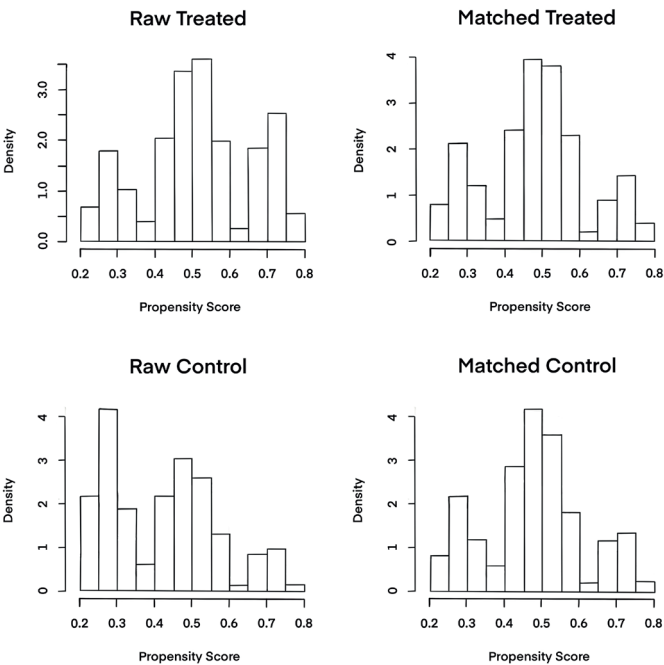 Raw Treated
Density
0.0 1.0 2.0 3.0
0.2 0.3 0.4 0.5 0.6 0.7 0.8
Propensity Score
Matched Treated
Density
0 1 2 3 4
0.2 0.3 0.4 0.5 0.6 0.7 0.8
Propensity Score
Raw Control
Density
0 1 2 3 4
0.2 0.3 0.4 0.5 0.6 0.7 0.8
Propensity Score
Matched Control
Density
0 1 2 3 4
0.2 0.3 0.4 0.5 0.6 0.7 0.8
Propensity Score